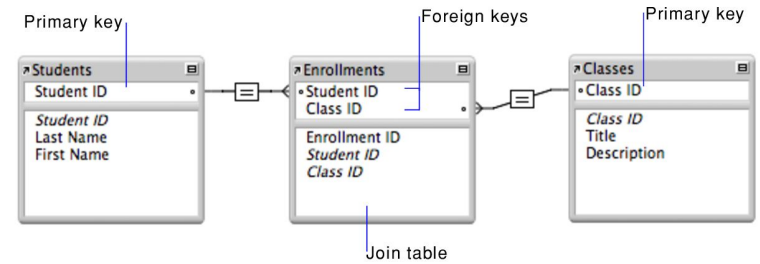 Primary key
Foreign keys
Primary key
Students
Student ID
Student ID
Last Name
First Name
Enrollments
Student ID
Class ID
Enrollment ID
Student ID
Class ID
Classes
Class ID
Class ID
Title
Description
Join table